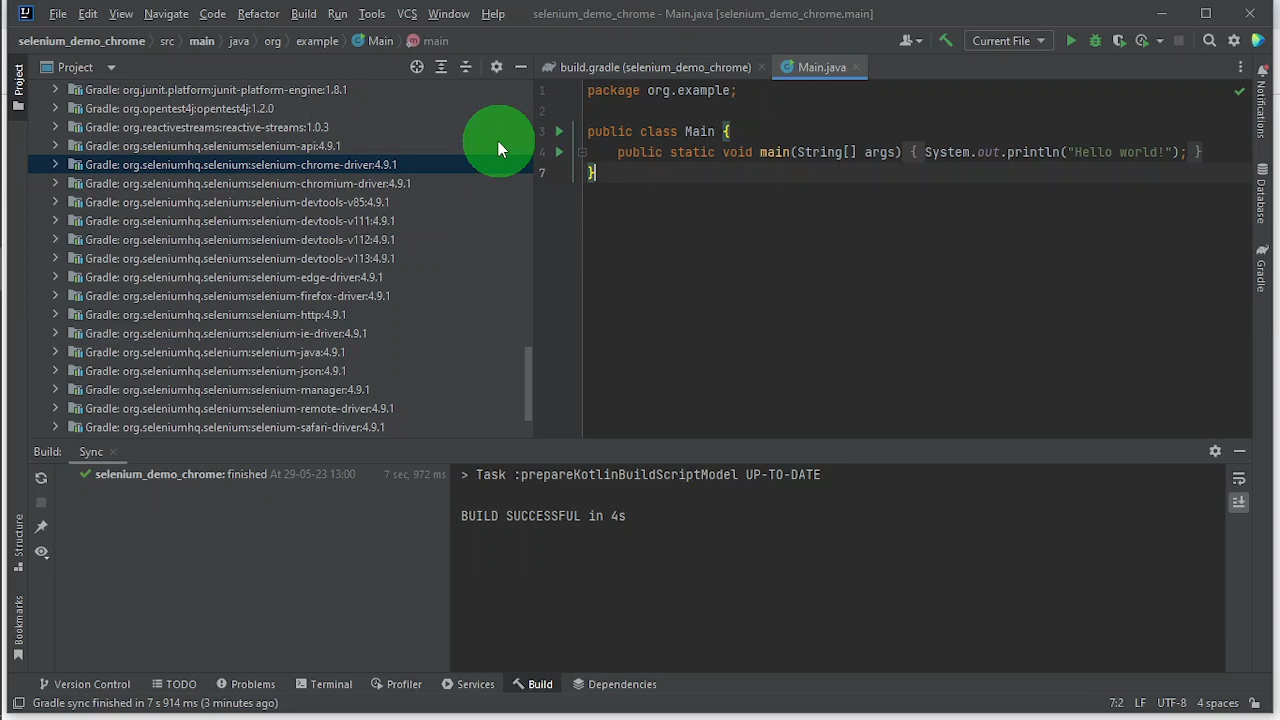 File Edit View Navigate Code Refactor Build Run Tools VCS Window Help selenium_demo_chrome - Main.java [selenium_demo_chrome.main]
selenium_demo_chrome src main java org example Main main Current File
Project Project build.gradle (selenium_demo_chrome) Main.java
Gradle: org.junit.platform:junit-platform-engine:1.8.1
Gradle: org.opentest4j:opentest4j:1.2.0
Gradle: org.reactivestreams:reactive-streams:1.0.3
Gradle: org.seleniumhq.selenium:selenium-api:4.9.1
Gradle: org.seleniumhq.selenium:selenium-chrome-driver:4.9.1
Gradle: org.seleniumhq.selenium:selenium-chromium-driver:4.9.1
Gradle: org.seleniumhq.selenium:selenium-devtools-v85:4.9.1
Gradle: org.seleniumhq.selenium:selenium-devtools-v111:4.9.1
Gradle: org.seleniumhq.selenium:selenium-devtools-v112:4.9.1
Gradle: org.seleniumhq.selenium:selenium-devtools-v113:4.9.1
Gradle: org.seleniumhq.selenium:selenium-edge-driver:4.9.1
Gradle: org.seleniumhq.selenium:selenium-firefox-driver:4.9.1
Gradle: org.seleniumhq.selenium:selenium-http:4.9.1
Gradle: org.seleniumhq.selenium:selenium-ie-driver:4.9.1
Gradle: org.seleniumhq.selenium:selenium-java:4.9.1
Gradle: org.seleniumhq.selenium:selenium-json:4.9.1
Gradle: org.seleniumhq.selenium:selenium-manager:4.9.1
Gradle: org.seleniumhq.selenium:selenium-remote-driver:4.9.1
Gradle: org.seleniumhq.selenium:selenium-safari-driver:4.9.1
1 package org.example;
2
3 public class Main {
4 public static void main(String[] args) { System.out.println("Hello world!"); }
7 }
Notifications
Database
Gradle
Build: Sync
selenium_demo_chrome: finished At 29-05-23 13:00 7 sec, 972 ms
> Task :prepareKotlinBuildScriptModel UP-TO-DATE
BUILD SUCCESSFUL in 4s
Structure
Bookmarks
Version Control TODO Problems Terminal Profiler Services Build Dependencies
Gradle sync finished in 7 s 914 ms (3 minutes ago) 7:2 LF UTF-8 4 spaces